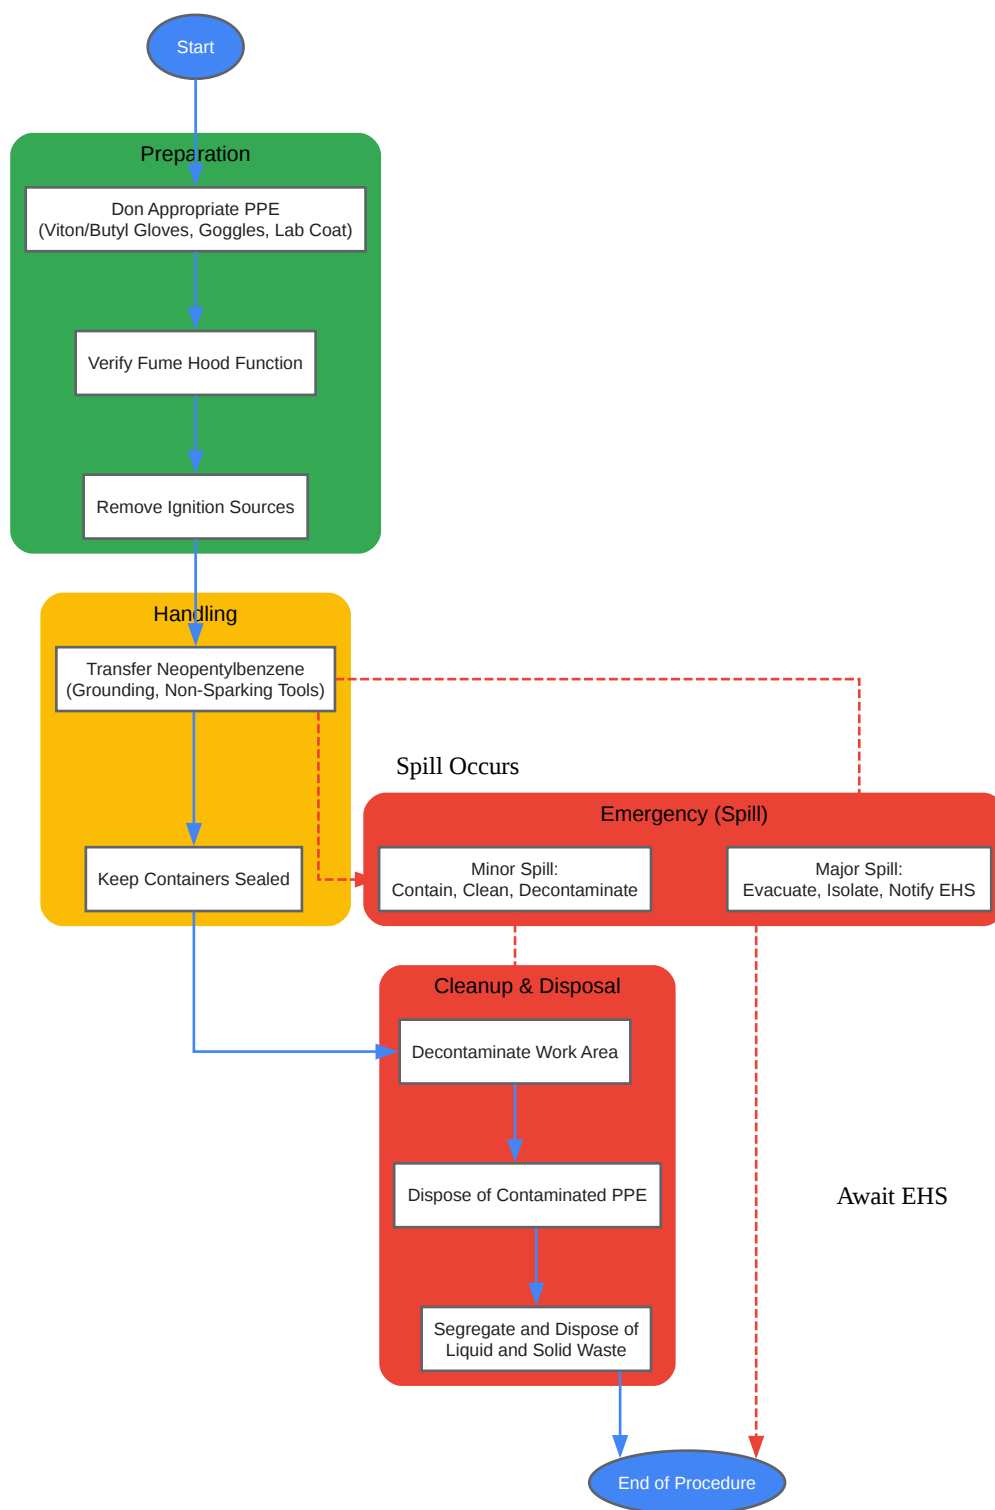 Start
Preparation
Don Appropriate PPE
(Viton/Butyl Gloves, Goggles, Lab Coat)
Verify Fume Hood Function
Remove Ignition Sources
Handling
Transfer Neopentylbenzene
(Grounding, Non-Sparking Tools)
Spill Occurs
Emergency (Spill)
Keep Containers Sealed
Minor Spill:
Contain, Clean, Decontaminate
Major Spill:
Evacuate, Isolate, Notify EHS
Cleanup & Disposal
Decontaminate Work Area
Dispose of Contaminated PPE
Await EHS
Segregate and Dispose of
Liquid and Solid Waste
End of Procedure